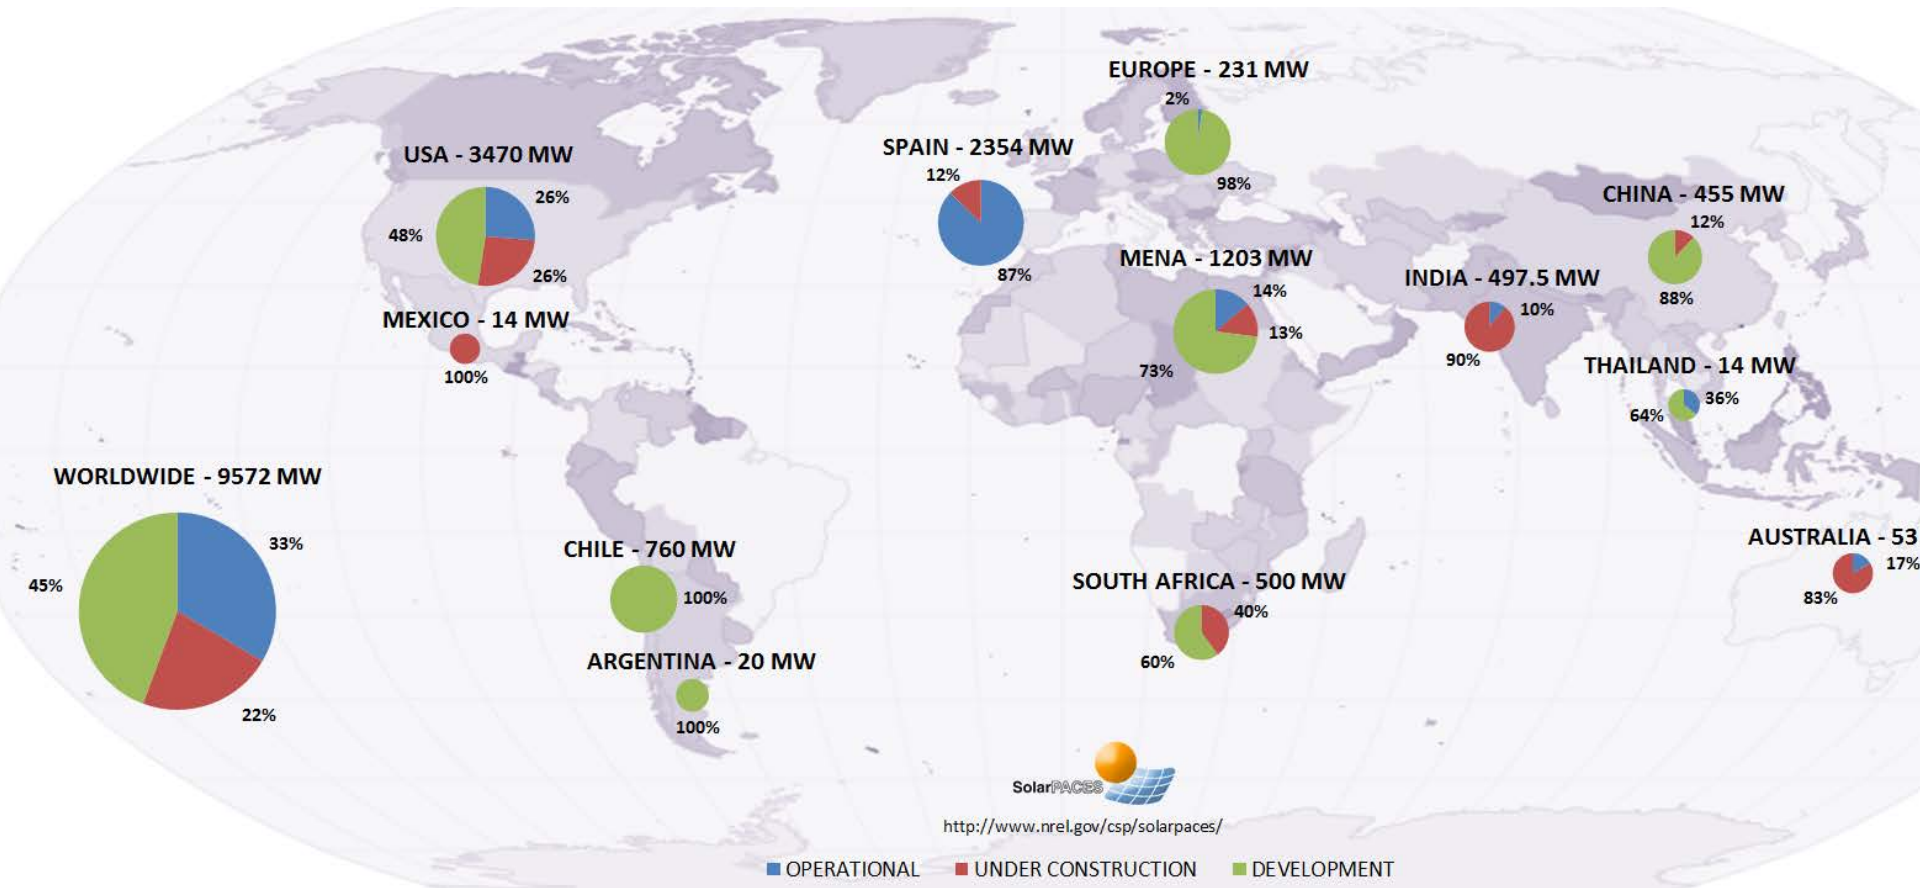 EUROPE - 231 MW
2%
98%
USA - 3470 MW
26%
48%
26%
SPAIN - 2354 MW
12%
87%
CHINA - 455 MW
12%
88%
MENA - 1203 MW
14%
13%
73%
INDIA - 497.5 MW
10%
90%
MEXICO - 14 MW
100%
THAILAND - 14 MW
36%
64%
WORLDWIDE - 9572 MW
33%
45%
22%
CHILE - 760 MW
100%
SOUTH AFRICA - 500 MW
40%
60%
AUSTRALIA - 53
17%
83%
ARGENTINA - 20 MW
100%
SolarPACES
http://www.nrel.gov/csp/solarpaces/
OPERATIONAL UNDER CONSTRUCTION DEVELOPMENT